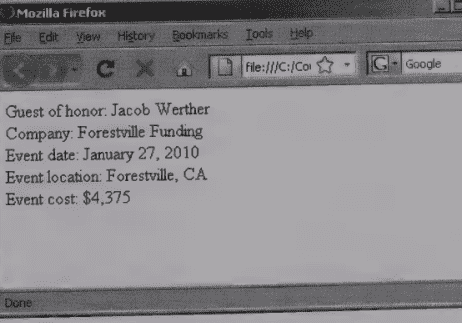 Mozilla Firefox
File Edit View History Bookmarks Tools Help
file:///C:/Cou G Google
Guest of honor: Jacob Werther
Company: Forestville Funding
Event date: January 27, 2010
Event location: Forestville, CA
Event cost: $4,375
Done